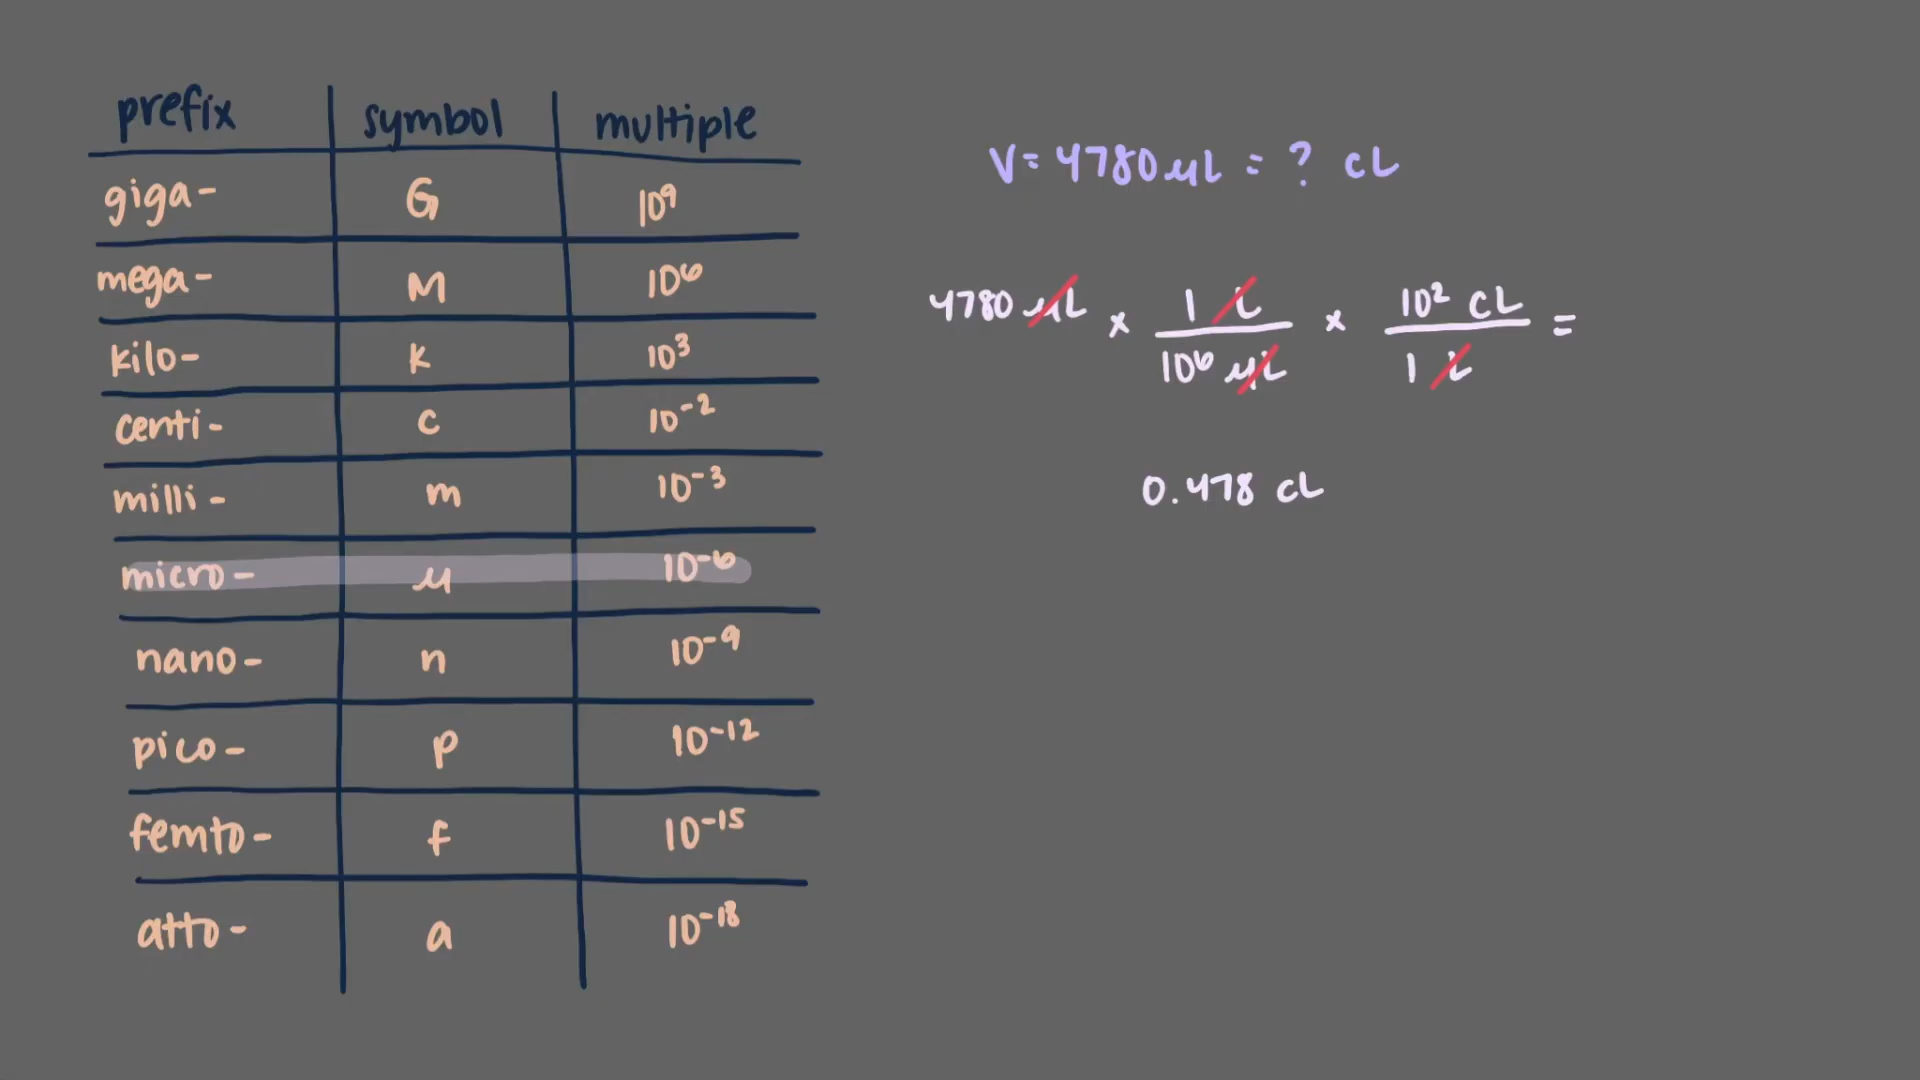 prefix symbol multiple
giga- G 10⁹
mega- M 10⁶
kilo- k 10³
centi- c 10⁻²
milli- m 10⁻³
micro- μ 10⁻⁶
nano- n 10⁻⁹
pico- p 10⁻¹²
femto- f 10⁻¹⁵
atto- a 10⁻¹⁸
V = 4780 μL = ? cL
4780 μL × 1 L / 10⁶ μL × 10² cL / 1 L =
0.478 cL